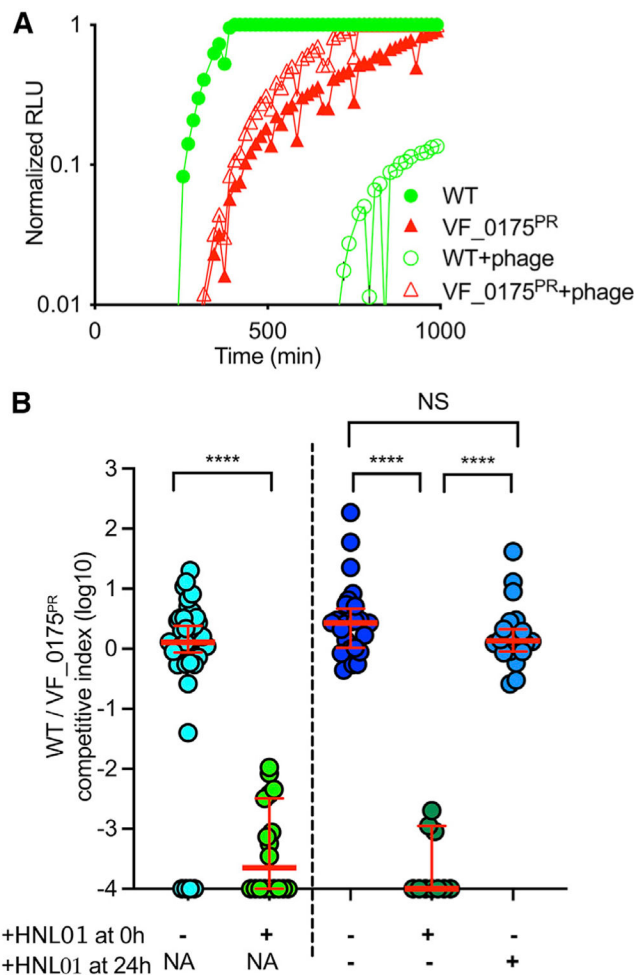 A
Normalized RLU
1
0.1
0.01
0 500 1000
Time (min)
WT
VF_0175PR
WT+phage
VF_0175PR+phage
B
NS
**** **** ****
WT / VF_0175PR
competitive index (log10)
3
2
1
0
-1
-2
-3
-4
+HNL01 at 0h - + - + -
+HNL01 at 24h NA NA - - +